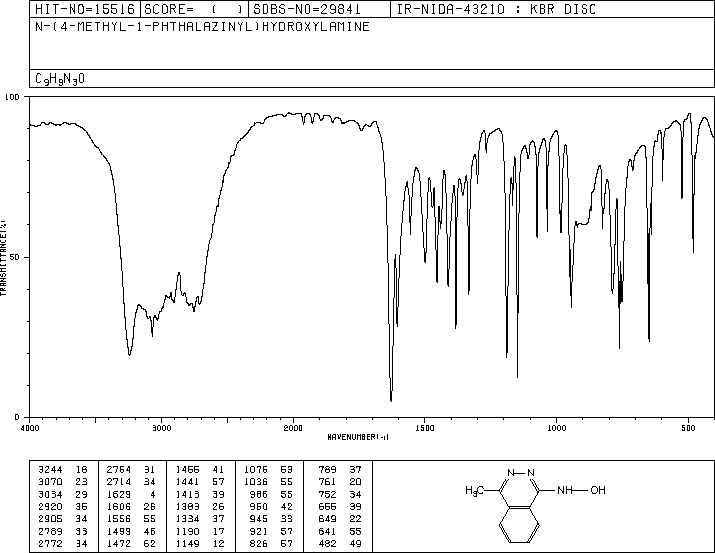 HIT-NO=15516 SCORE= ( ) SDBS-NO=29841 IR-NIDA-43210 : KBR DISC
N-(4-METHYL-1-PHTHALAZINYL)HYDROXYLAMINE
C9H9N3O
100
50
0
TRANSMITTANCE(%)
4000 3000 2000 1500 1000 500
WAVENUMBER(-1)
3244 18 2754 31 1456 41 1076 53 789 37
3070 23 2714 34 1441 57 1036 55 761 20
3034 29 1629 4 1413 39 986 55 752 34
2920 35 1606 26 1383 26 960 42 655 39
2905 34 1556 55 1334 37 945 33 649 22
2789 33 1499 46 1190 17 921 57 641 55
2772 34 1472 62 1149 12 826 57 482 49
N N
H3C NH OH